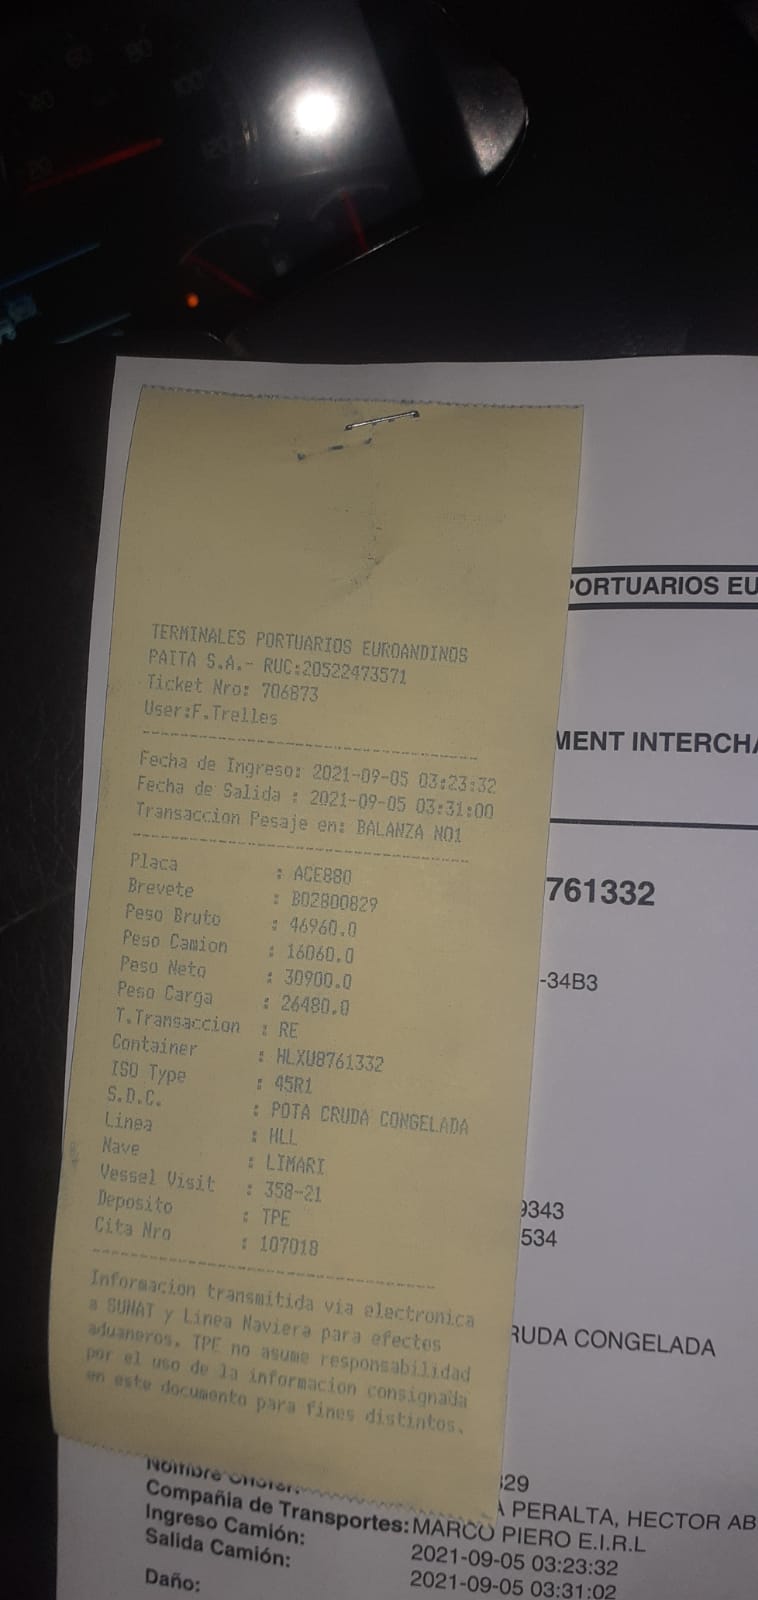 TERMINALES PORTUARIOS EUROANDINOS
PAITA S.A.- RUC:20522473571
Ticket Nro: 706873
User:F.Trelles
Fecha de Ingreso: 2021-09-05 03:23:32
Fecha de Salida : 2021-09-05 03:31:00
Transaccion Pesaje en: BALANZA NO1
Placa : ACE880
Brevete : B02800829
Peso Bruto : 46960.0
Peso Camion : 16060.0
Peso Neto : 30900.0
Peso Carga : 26480.0
T.Transaccion : RE
Container : HLXU8761332
ISO Type : 45R1
S.D.C. : POTA CRUDA CONGELADA
Linea : HLL
Nave : LIMARI
Vessel Visit : 358-21
Deposito : TPE
Cita Nro : 107018
Informacion transmitida via electronica
a SUNAT y Linea Naviera para efectos
aduaneros. TPE no asume responsabilidad
por el uso de la informacion consignada
en este documento para fines distintos.
PORTUARIOS EU
MENT INTERCHA
761332
-34B3
9343
534
RUDA CONGELADA
329
Nombre Chofer: A PERALTA, HECTOR AB
Compañia de Transportes: MARCO PIERO E.I.R.L
Ingreso Camión: 2021-09-05 03:23:32
Salida Camión: 2021-09-05 03:31:02
Daño: